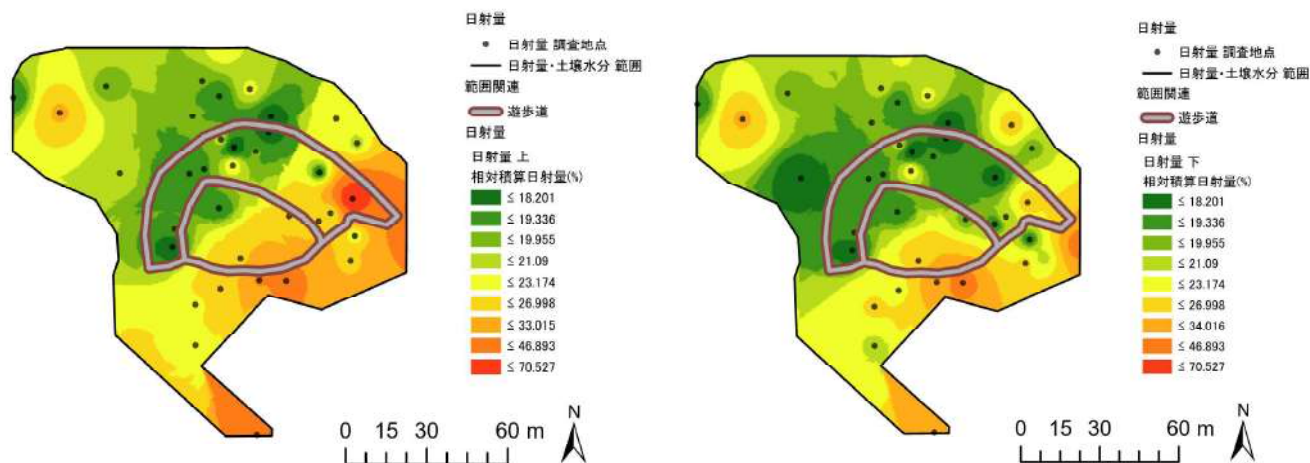 日射量
日射量 調査地点
日射量・土壌水分 範囲
範囲関連
遊歩道
日射量
日射量 上
相対積算日射量(%)
≤ 18.201
≤ 19.336
≤ 19.955
≤ 21.09
≤ 23.174
≤ 26.998
≤ 33.015
≤ 46.893
≤ 70.527
0 15 30 60 m
N
日射量
日射量 調査地点
日射量・土壌水分 範囲
範囲関連
遊歩道
日射量
日射量 下
相対積算日射量(%)
≤ 18.201
≤ 19.336
≤ 19.955
≤ 21.09
≤ 23.174
≤ 26.998
≤ 34.016
≤ 46.893
≤ 70.527
0 15 30 60 m
N